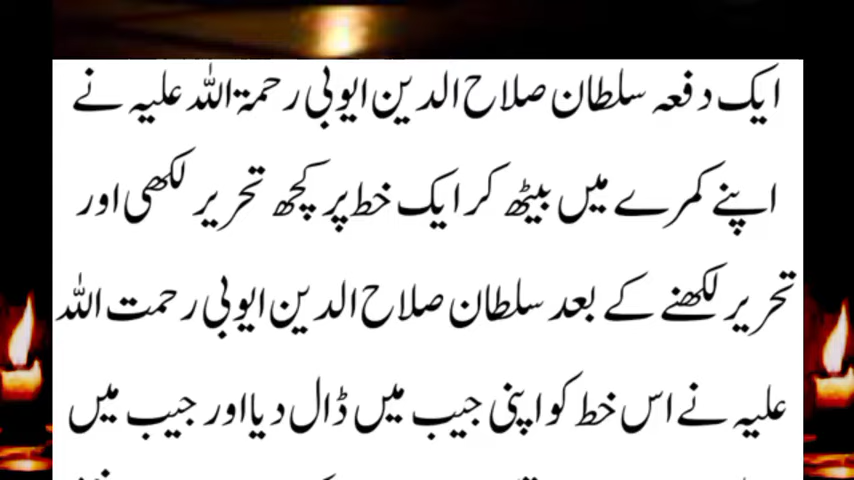 ایک دفعہ سلطان صلاح الدین ایوبی رحمۃ اللہ علیہ نے
اپنے کمرے میں بیٹھ کر ایک خط پر کچھ تحریر لکھی اور
تحریر لکھنے کے بعد سلطان صلاح الدین ایوبی رحمت اللہ
علیہ نے اس خط کو اپنی جیب میں ڈال دیا اور جیب میں